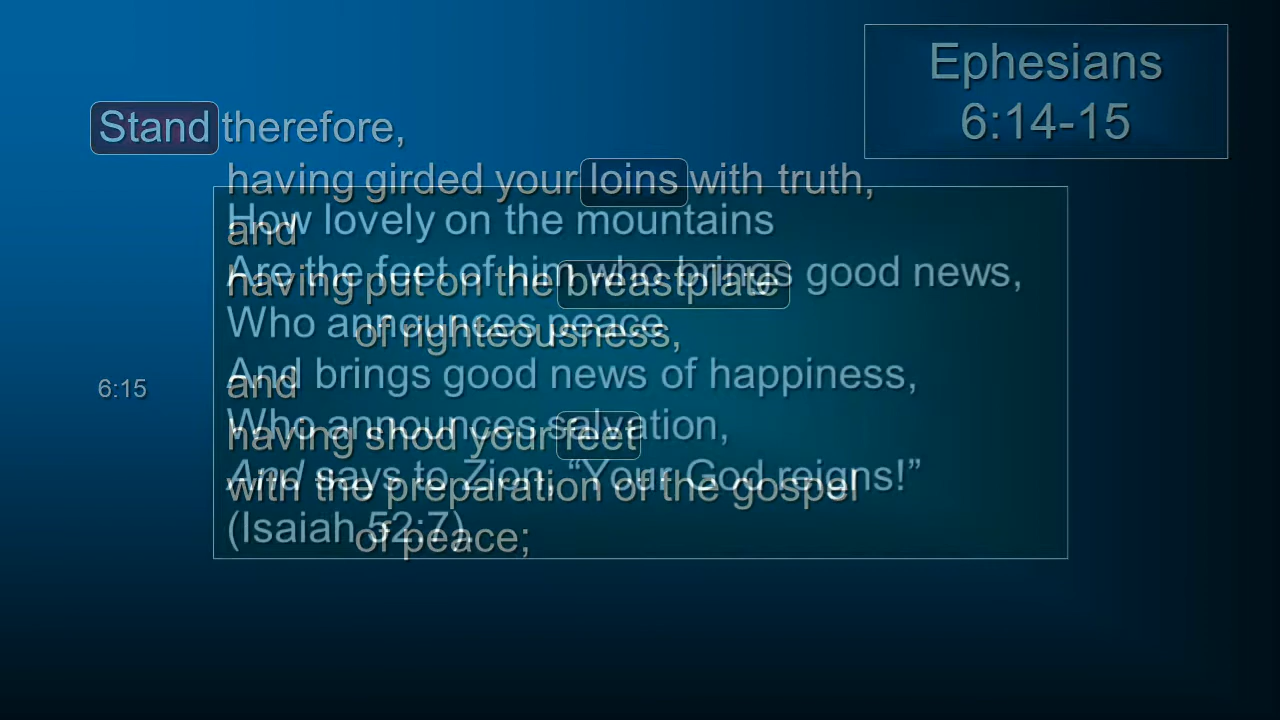 Ephesians
6:14-15
Stand therefore,
having girded your loins with truth,
and
having put on the breastplate
of righteousness,
6:15
and
having shod your feet
with the preparation of the gospel
of peace;
How lovely on the mountains
Are the feet of him who brings good news,
Who announces peace
And brings good news of happiness,
Who announces salvation,
And says to Zion, “Your God reigns!”
(Isaiah 52:7).